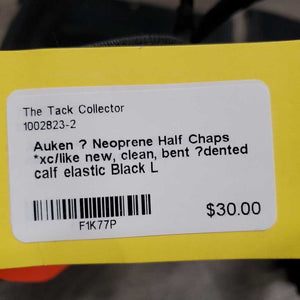 The Tack Collector
1002823-2
Auken ? Neoprene Half Chaps
*xc/like new, clean, bent ?dented
calf elastic Black L
$30.00
F1K77P